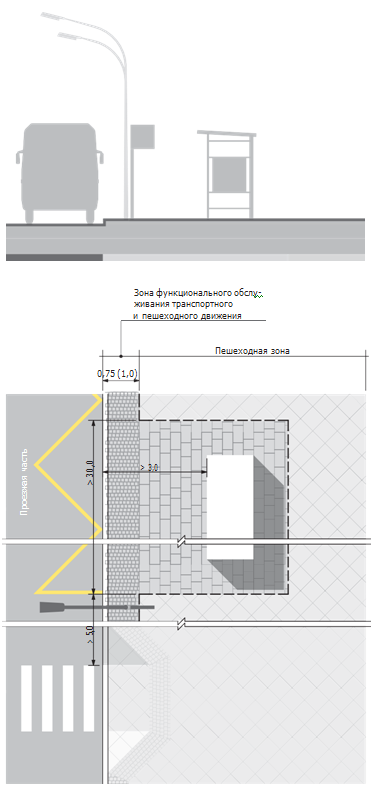 Зона функционального обслу-
живания транспортного
и пешеходного движения
Пешеходная зона
0,75 (1,0)
Проезжая часть
> 30,0
> 3.0
> 5,0